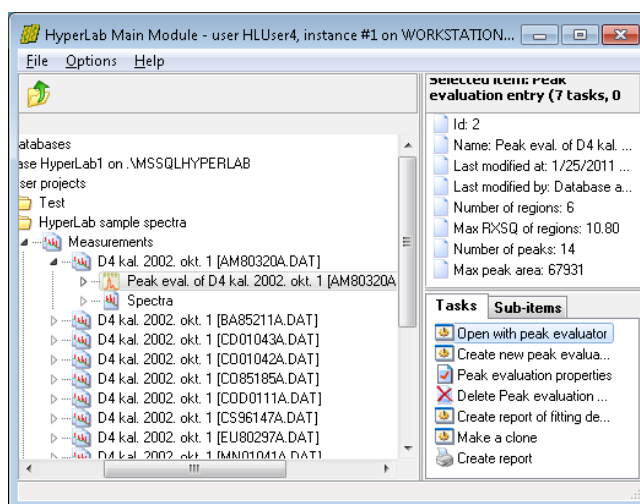 HyperLab Main Module - user HLUser4, instance #1 on WORKSTATION...
File Options Help
atabases
ase HyperLab1 on .\MSSQLHYPERLAB
ser projects
Test
HyperLab sample spectra
Measurements
D4 kal. 2002. okt. 1 [AM80320A.DAT]
Peak eval. of D4 kal. 2002. okt. 1 [AM80320A
Spectra
D4 kal. 2002. okt. 1 [BA85211A.DAT]
D4 kal. 2002. okt. 1 [CD01043A.DAT]
D4 kal. 2002. okt. 1 [CO01042A.DAT]
D4 kal. 2002. okt. 1 [CO85185A.DAT]
D4 kal. 2002. okt. 1 [COD0111A.DAT]
D4 kal. 2002. okt. 1 [CS96147A.DAT]
D4 kal. 2002. okt. 1 [EU80297A.DAT]
D4 kal. 2002. okt. 1 [MN01041A.DAT]
Selected item: Peak
evaluation entry (7 tasks, 0
Id: 2
Name: Peak eval. of D4 kal. ...
Last modified at: 1/25/2011 ...
Last modified by: Database a...
Number of regions: 6
Max RXSQ of regions: 10.80
Number of peaks: 14
Max peak area: 67931
Tasks Sub-items
Open with peak evaluator
Create new peak evalua...
Peak evaluation properties
Delete Peak evaluation ...
Create report of fitting de...
Make a clone
Create report